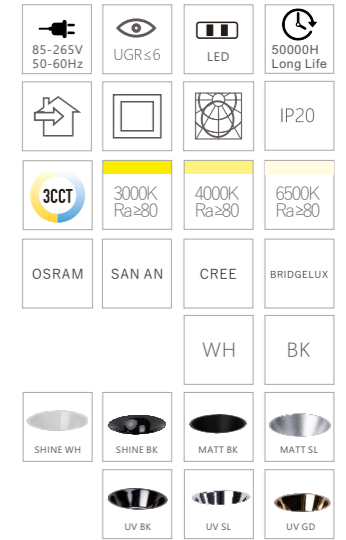 85-265V
50-60Hz
UGR≤6
LED
50000H
Long Life
IP20
3CCT
3000K
Ra≥80
4000K
Ra≥80
6500K
Ra≥80
OSRAM
SAN AN
CREE
BRIDGELUX
WH
BK
SHINE WH
SHINE BK
MATT BK
MATT SL
UV BK
UV SL
UV GD